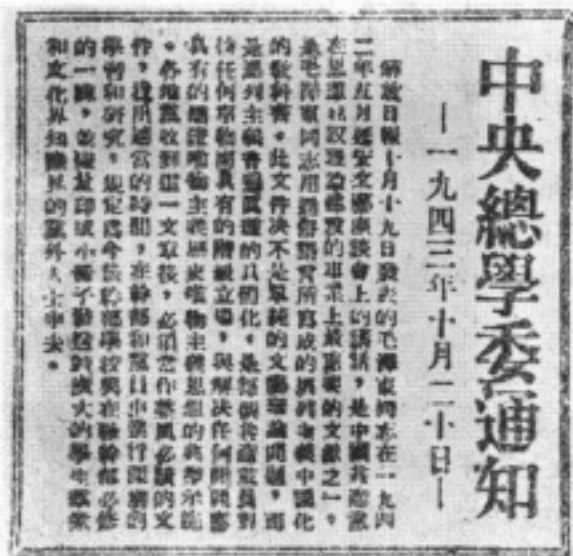 中央總學委通知
—一九四三年十月二十日—
解放日報十月十九日發表的毛澤東同志在一九四
二年五月延安文藝座談會上的講話，是中國共產黨
在思想建設理論建設的事業上最重要的文獻之一，
是毛澤東同志用通俗語言所寫成的馬列主義中國化
的教科書。此文件決不是單純的文藝理論問題，而
是馬列主義普遍真理的具體化，是每個共產黨員對
待任何事物應具有的階級立場，與解決任何問題應
具有的辯證唯物主義歷史唯物主義思想的典型示範
。各地黨收到這一文章後，必須當作整風必讀的文
件，找出適當的時間，在幹部和黨員中進行深刻的
學習和研究，規定為今後幹部學校與在職幹部必修
的一課，並儘量印成小冊子發送到廣大的學生羣衆
和文化界知識界的黨外人士中去。